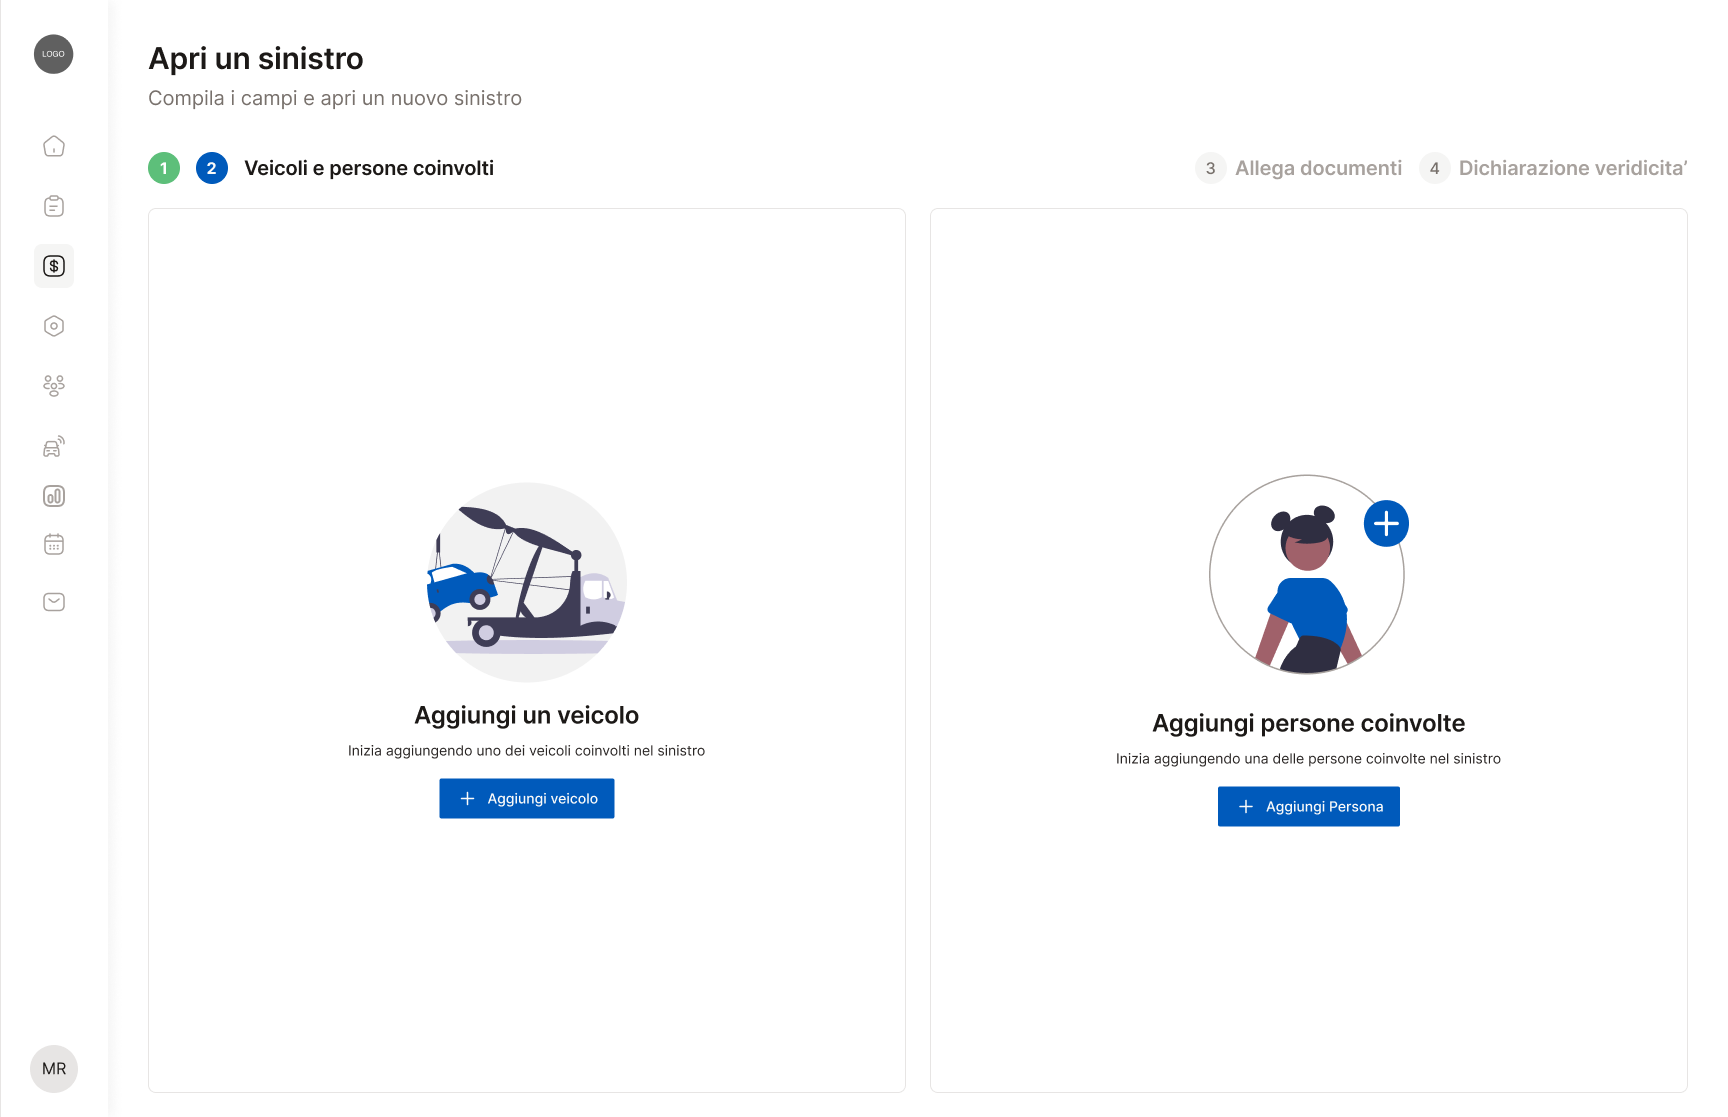 LOGO
Apri un sinistro
Compila i campi e apri un nuovo sinistro
1 2 Veicoli e persone coinvolti
3 Allega documenti 4 Dichiarazione veridicita’
$
Aggiungi un veicolo
Inizia aggiungendo uno dei veicoli coinvolti nel sinistro
Aggiungi veicolo
Aggiungi persone coinvolte
Inizia aggiungendo una delle persone coinvolte nel sinistro
Aggiungi Persona
MR